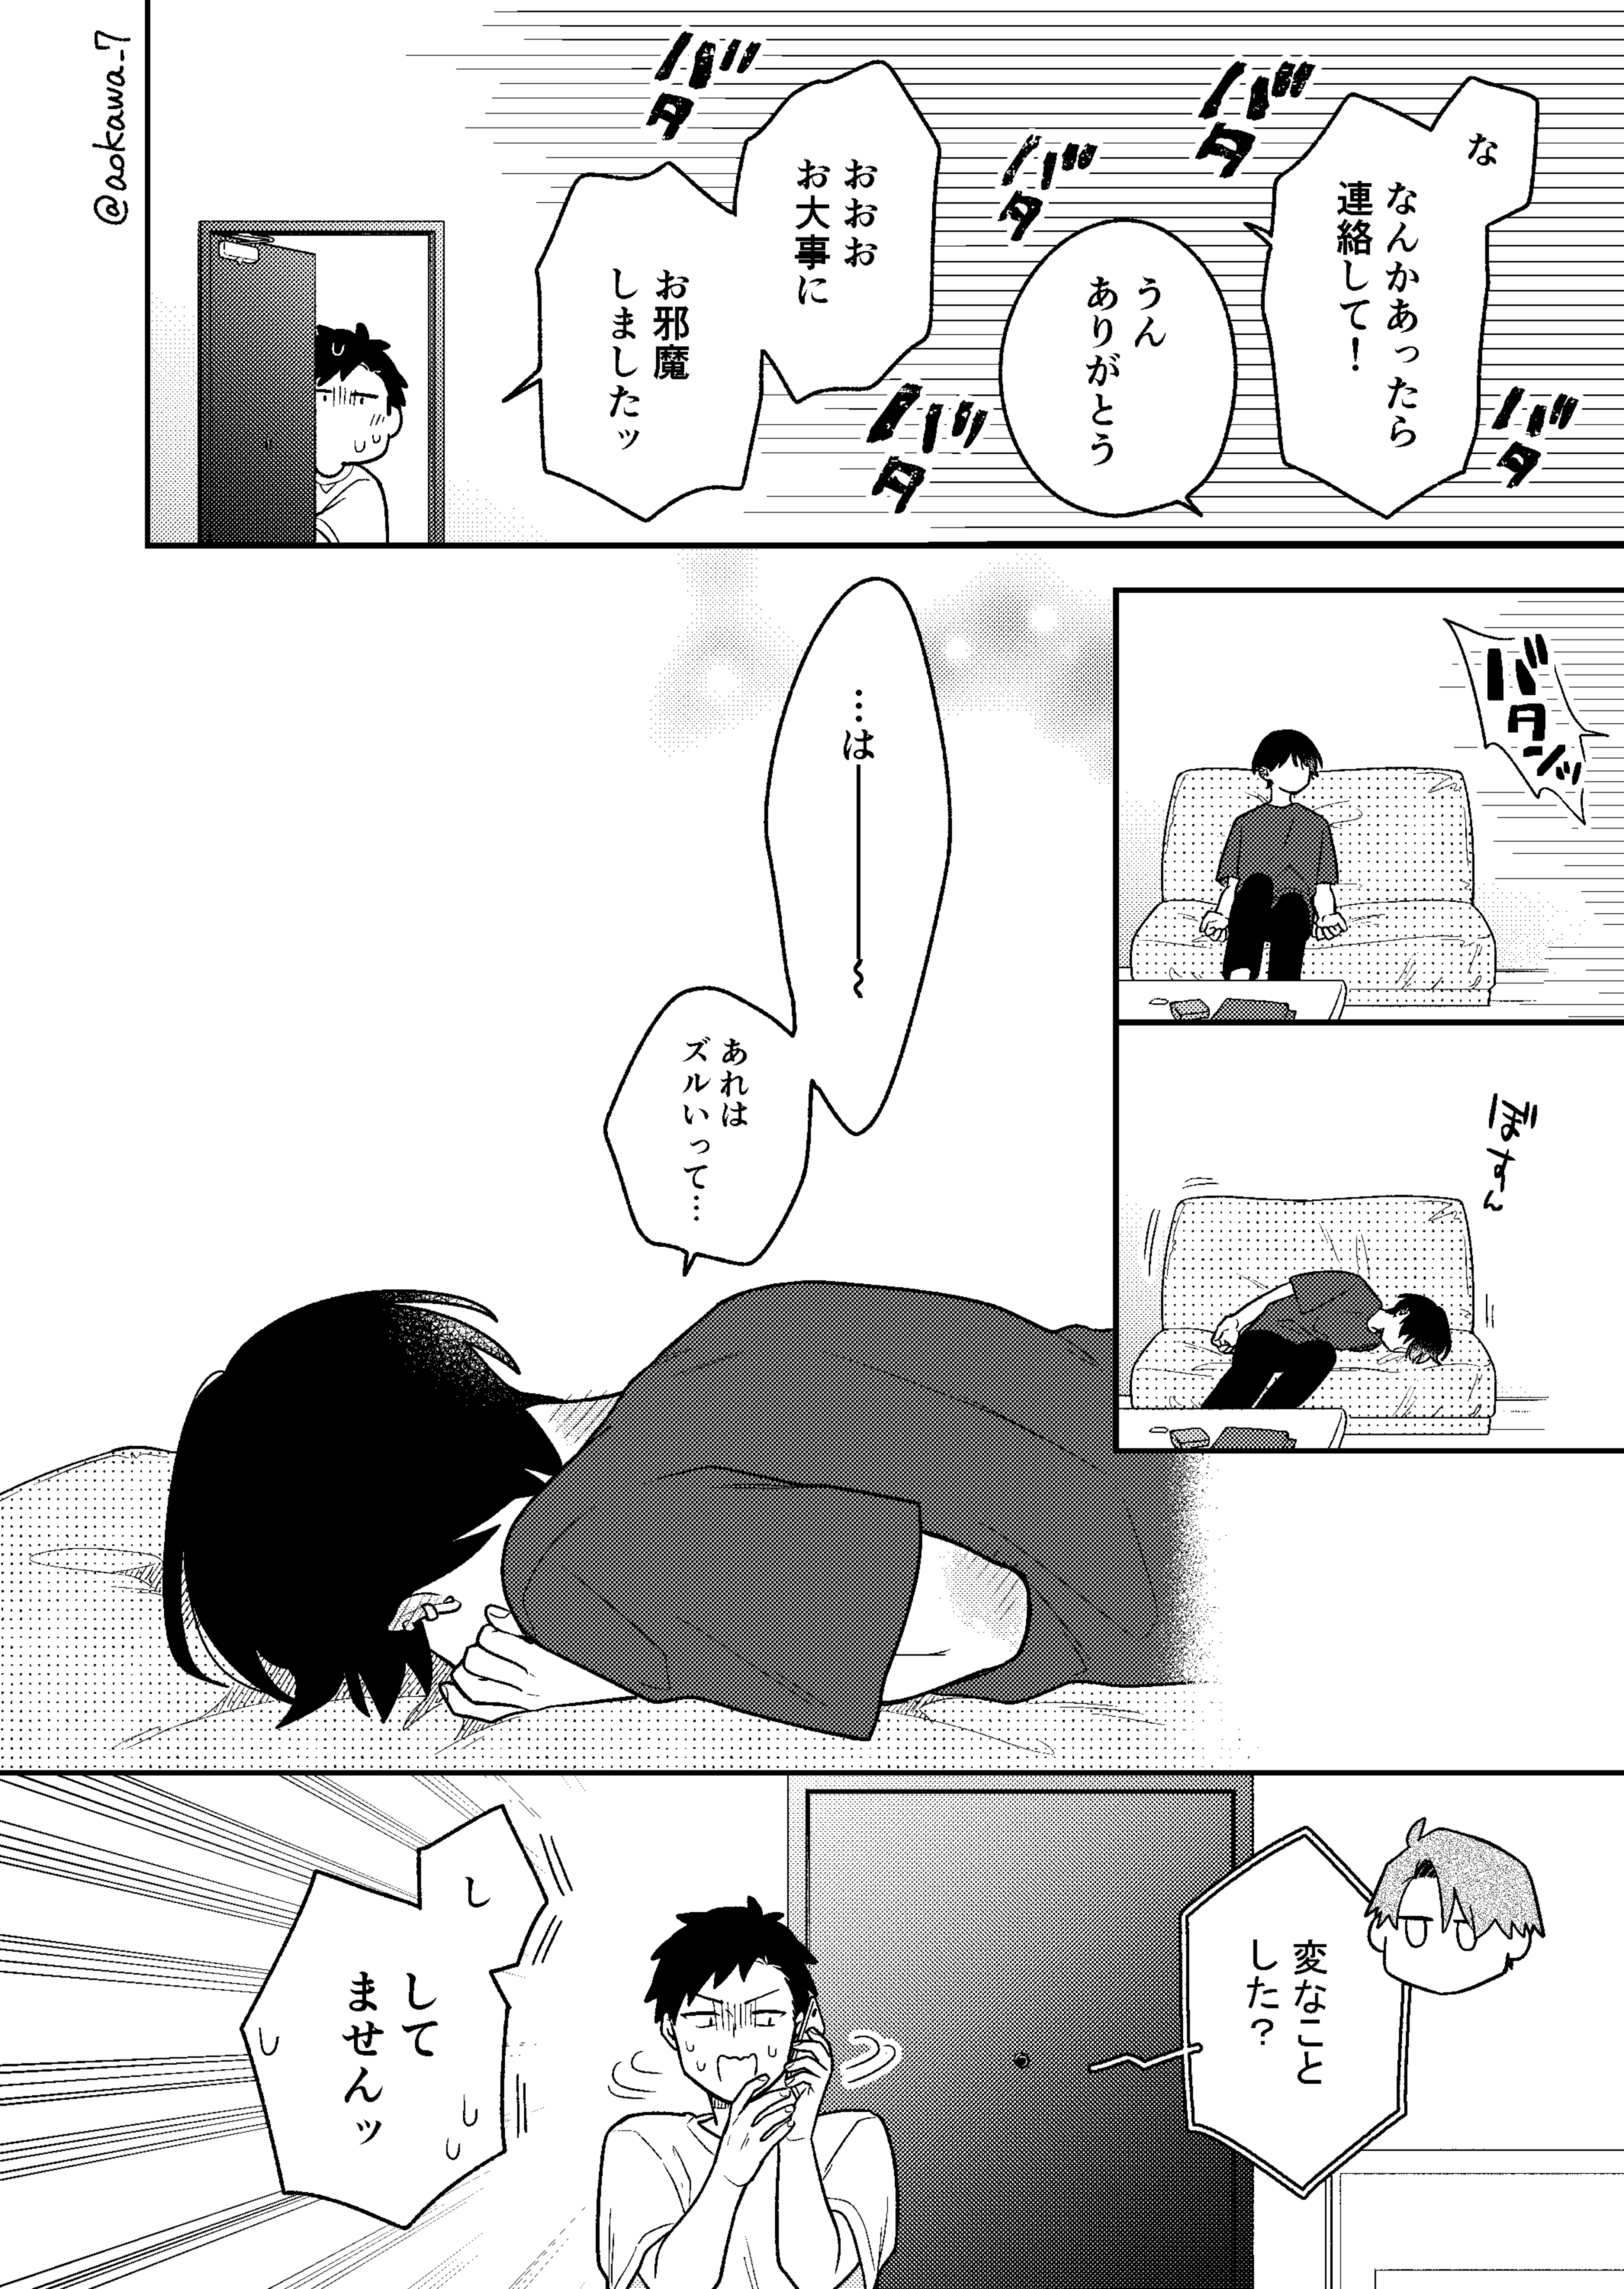 な
なんかあったら
連絡して！
バタ
バタ
うん
ありがとう
バタ
バタ
おおお
お大事に
バタ
お邪魔
しましたッ
@aokawa_7
バタンッ
ぼすん
…は───〜
あれは
ズルいって…
変なこと
した？
し
して
ませんッ